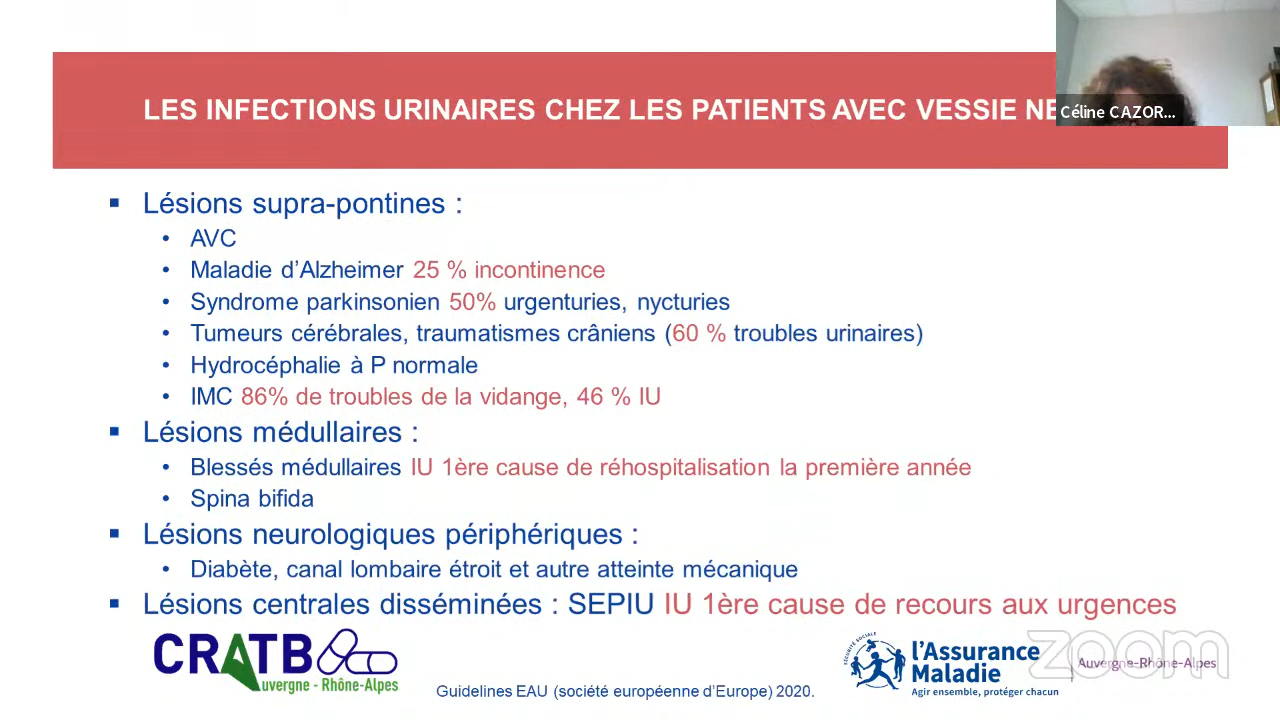 LES INFECTIONS URINAIRES CHEZ LES PATIENTS AVEC VESSIE NE
Céline CAZOR...
▪ Lésions supra-pontines :
• AVC
• Maladie d’Alzheimer 25 % incontinence
• Syndrome parkinsonien 50% urgenturies, nycturies
• Tumeurs cérébrales, traumatismes crâniens (60 % troubles urinaires)
• Hydrocéphalie à P normale
• IMC 86% de troubles de la vidange, 46 % IU
▪ Lésions médullaires :
• Blessés médullaires IU 1ère cause de réhospitalisation la première année
• Spina bifida
▪ Lésions neurologiques périphériques :
• Diabète, canal lombaire étroit et autre atteinte mécanique
▪ Lésions centrales disséminées : SEPIU IU 1ère cause de recours aux urgences
CRATB
Auvergne - Rhône-Alpes
Guidelines EAU (société européenne d’Europe) 2020.
SÉCURITÉ SOCIALE
l’Assurance
Maladie
Agir ensemble, protéger chacun
Auvergne-Rhône-Alpes
zoom